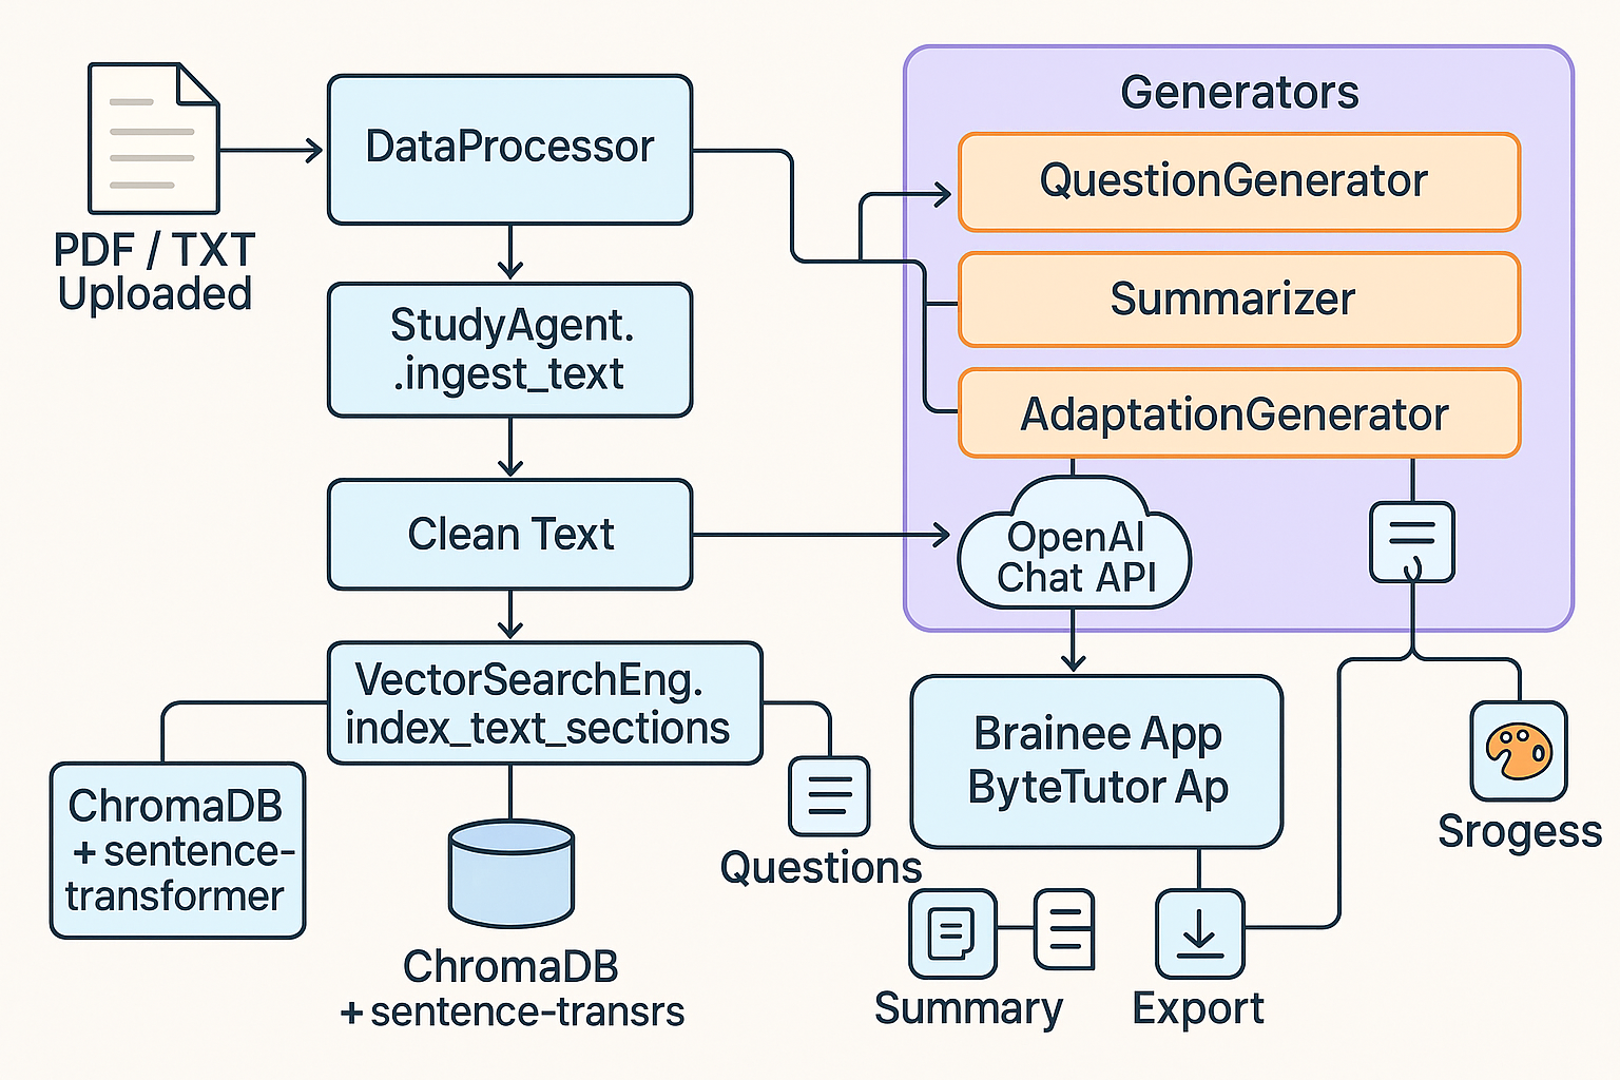 PDF / TXT
Uploaded
DataProcessor
StudyAgent.
.ingest_text
Clean Text
VectorSearchEng.
index_text_sections
ChromaDB
+ sentence-
transformer
ChromaDB
+ sentence-transrs
Questions
Generators
QuestionGenerator
Summarizer
AdaptationGenerator
OpenAI
Chat API
Brainee App
ByteTutor Ap
Summary
Export
Srogess